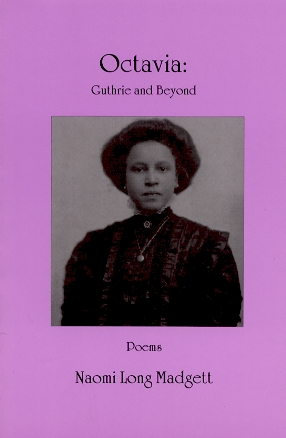 Octavia:
Guthrie and Beyond
Poems
Naomi Long Madgett